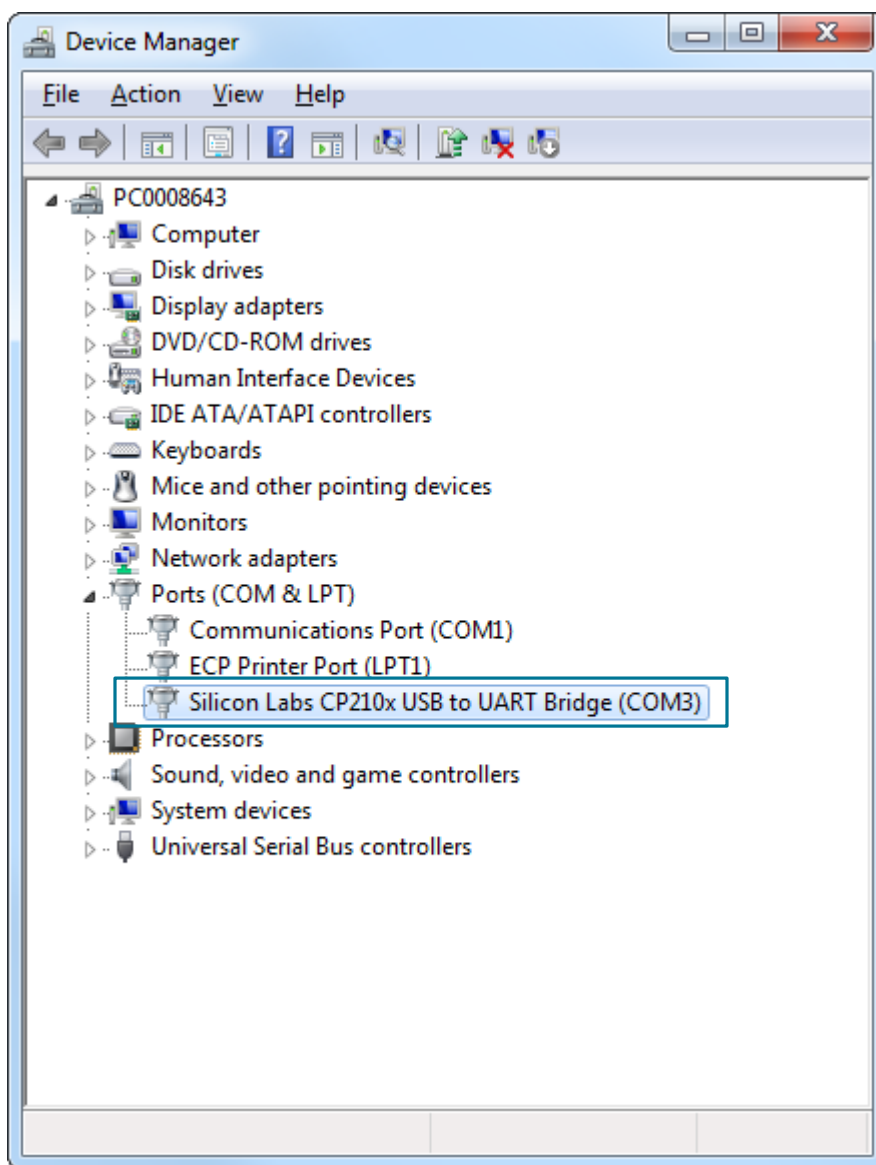 Device Manager
File Action View Help
PC0008643
Computer
Disk drives
Display adapters
DVD/CD-ROM drives
Human Interface Devices
IDE ATA/ATAPI controllers
Keyboards
Mice and other pointing devices
Monitors
Network adapters
Ports (COM & LPT)
Communications Port (COM1)
ECP Printer Port (LPT1)
Silicon Labs CP210x USB to UART Bridge (COM3)
Processors
Sound, video and game controllers
System devices
Universal Serial Bus controllers